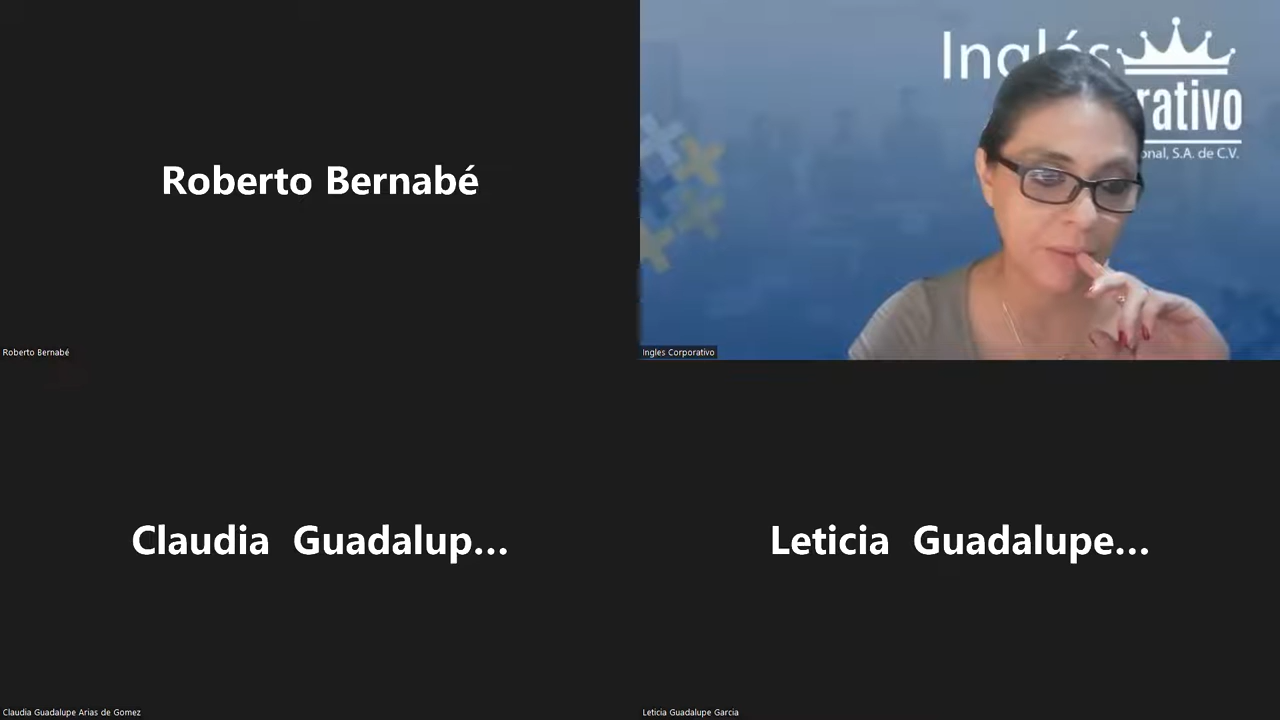 Roberto Bernabé
Roberto Bernabé
Inglés
rativo
onal, S.A. de C.V.
Ingles Corporativo
Claudia Guadalup...
Claudia Guadalupe Arias de Gomez
Leticia Guadalupe...
Leticia Guadalupe Garcia